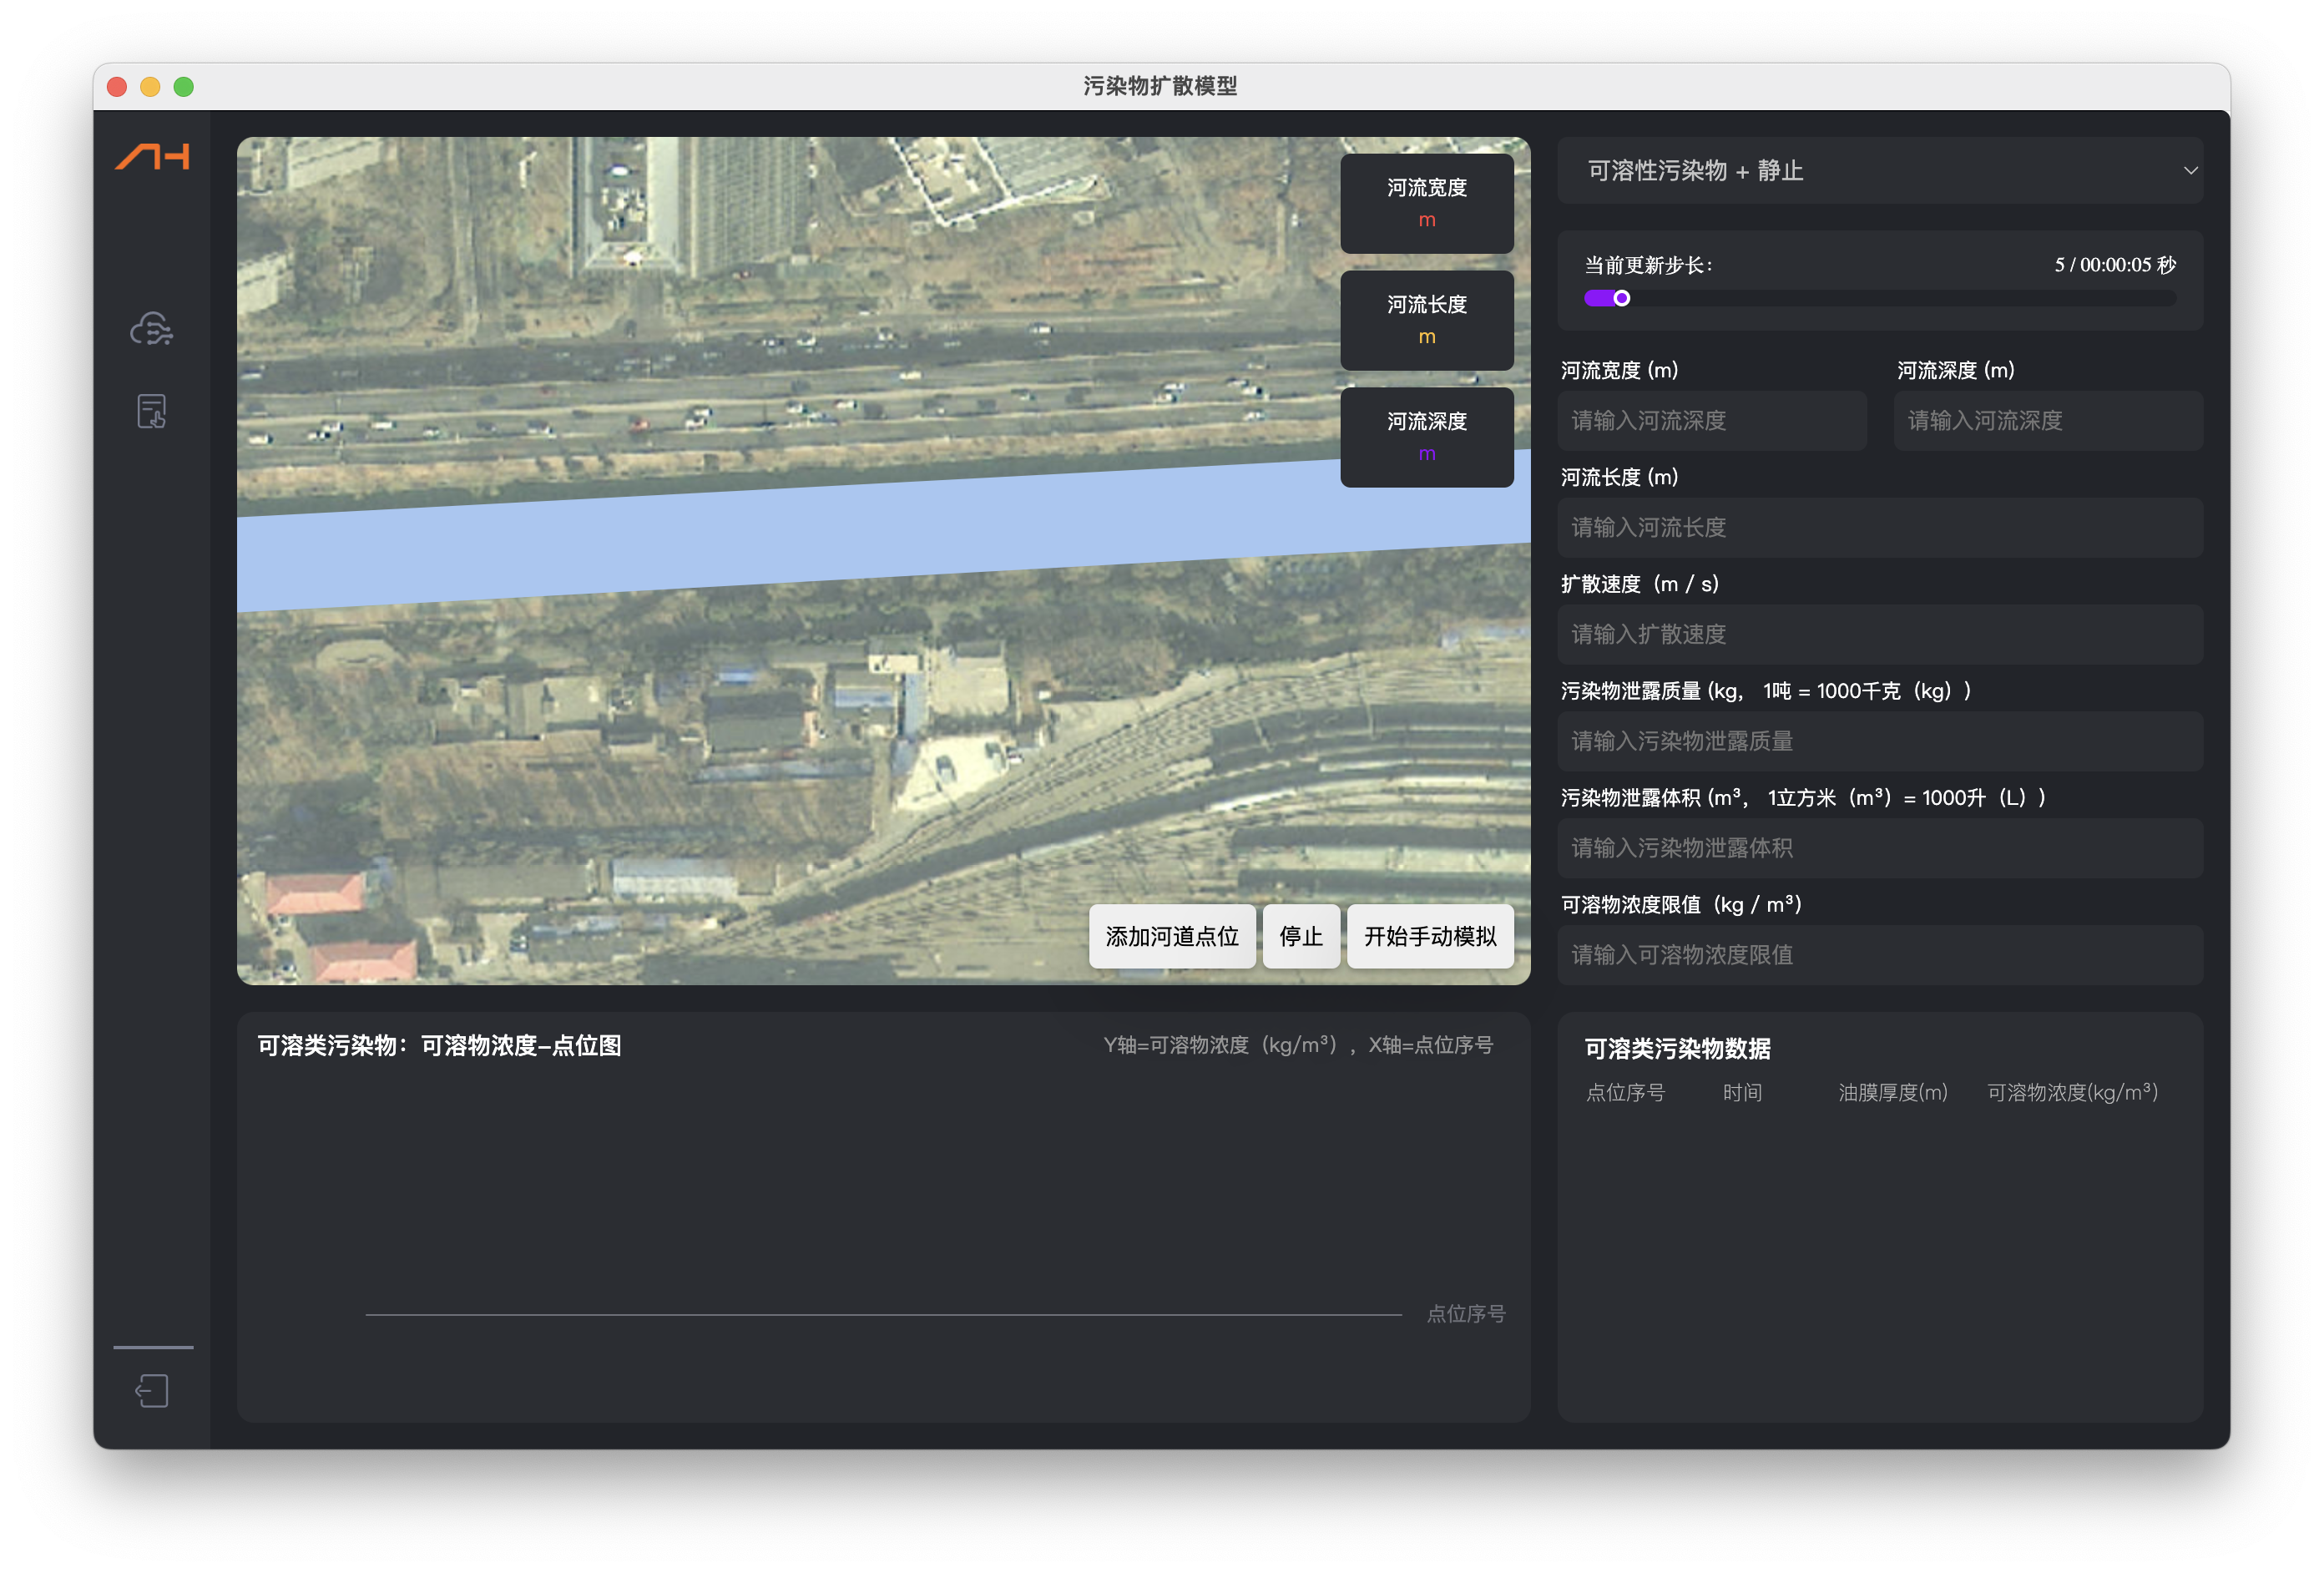 污染物扩散模型
河流宽度
m
河流长度
m
河流深度
m
添加河道点位
停止
开始手动模拟
可溶性污染物 + 静止
当前更新步长：
5 / 00:00:05 秒
河流宽度 (m)
河流深度 (m)
请输入河流深度
请输入河流深度
河流长度 (m)
请输入河流长度
扩散速度（m / s)
请输入扩散速度
污染物泄露质量 (kg， 1吨 = 1000千克（kg））
请输入污染物泄露质量
污染物泄露体积 (m³， 1立方米（m³）= 1000升（L））
请输入污染物泄露体积
可溶物浓度限值（kg / m³）
请输入可溶物浓度限值
可溶类污染物：可溶物浓度–点位图
Y轴=可溶物浓度（kg/m³），X轴=点位序号
点位序号
可溶类污染物数据
点位序号 时间 油膜厚度(m) 可溶物浓度(kg/m³)